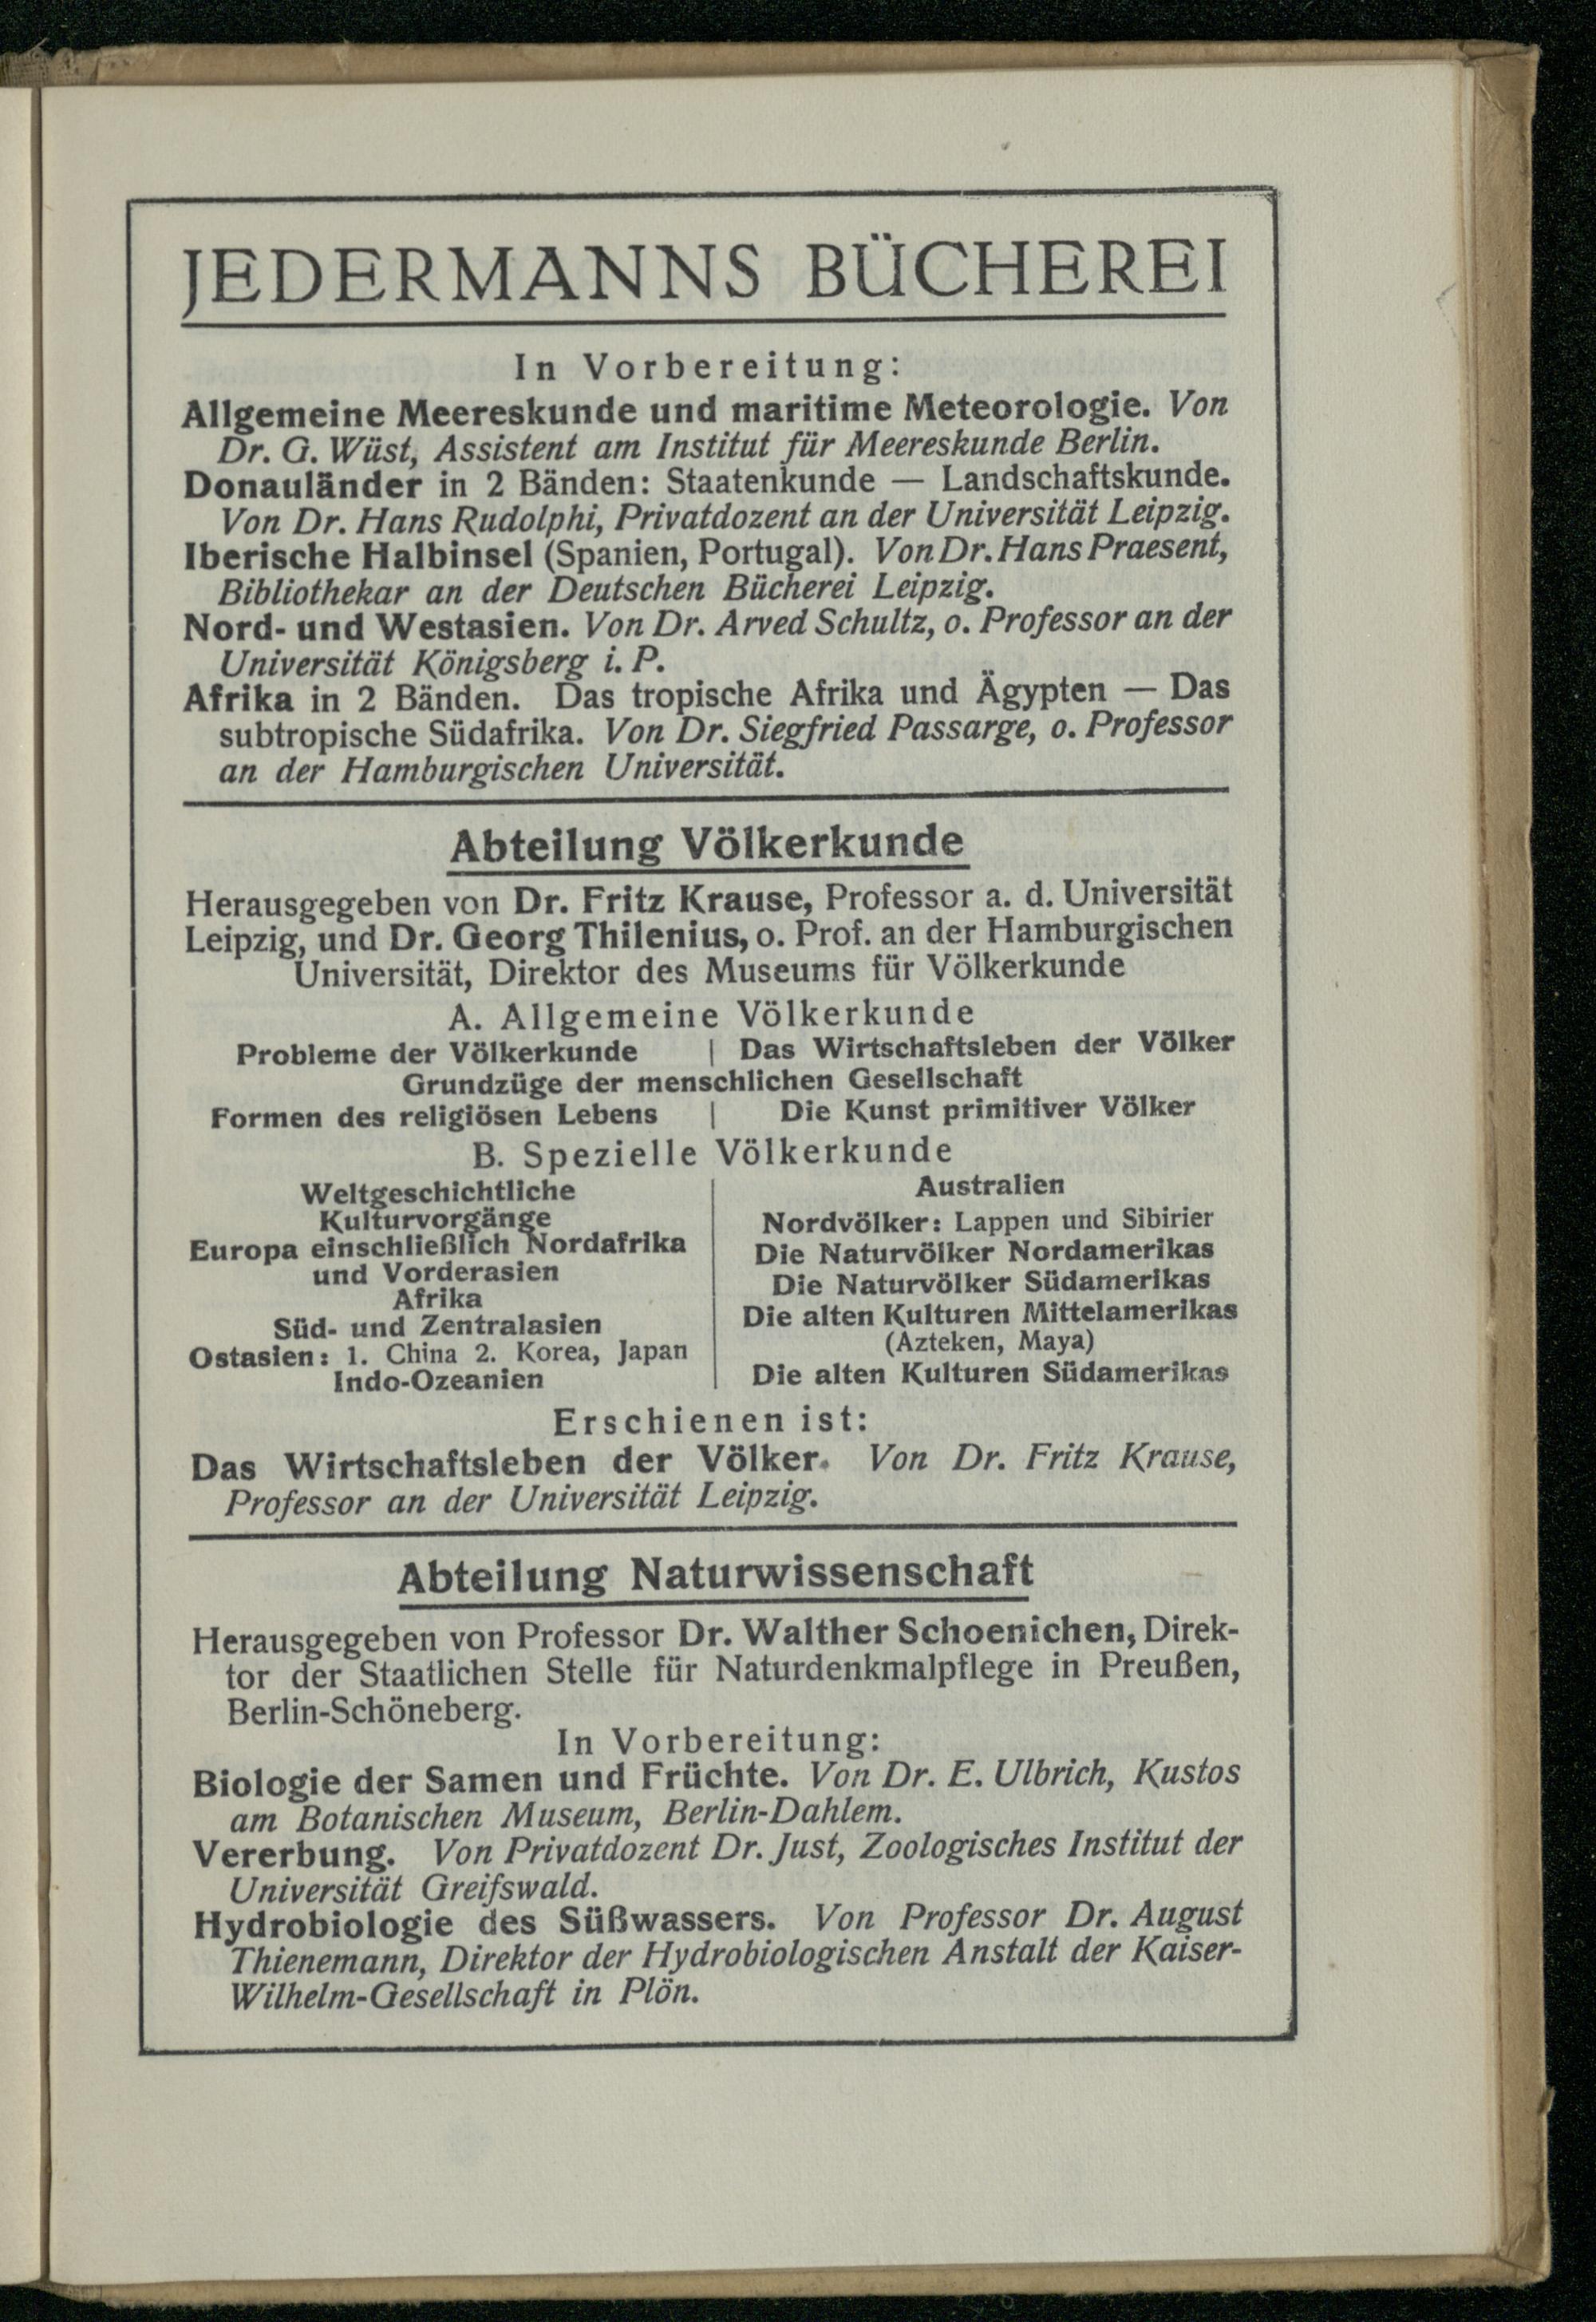 JEDERMANNS BÜCHEREI
In Vorbereitung:
Allgemeine Meereskunde und maritime Meteorologie. Von
Dr. G. Wüst, Assistent am Institut für Meereskunde Berlin.
Donauländer in 2 Bänden: Staatenkunde — Landschaftskunde.
Von Dr. Hans Rudolphi, Privatdozent an der Universität Leipzig.
Iberische Halbinsel (Spanien, Portugal). Von Dr. Hans Praesent,
Bibliothekar an der Deutschen Bücherei Leipzig.
Nord- und Westasien. Von Dr. Arved Schultz, o. Professor an der
Universität Königsberg i. P.
Afrika in 2 Bänden. Das tropische Afrika und Ägypten — Das
subtropische Südafrika. Von Dr. Siegfried Passarge, o. Professor
an der Hamburgischen Universität.
Abteilung Völkerkunde
Herausgegeben von Dr. Fritz Krause, Professor a. d. Universität
Leipzig, und Dr. Georg Thilenius, o. Prof. an der Hamburgischen
Universität, Direktor des Museums für Völkerkunde
A. Allgemeine Völkerkunde
Probleme der Völkerkunde | Das Wirtschaftsleben der Völker
Grundzüge der menschlichen Gesellschaft
Formen des religiösen Lebens | Die Kunst primitiver Völker
B. Spezielle Völkerkunde
Weltgeschichtliche
Kulturvorgänge
Europa einschließlich Nordafrika
und Vorderasien
Afrika
Süd- und Zentralasien
Ostasien: 1. China 2. Korea, Japan
Indo-Ozeanien
Australien
Nordvölker: Lappen und Sibirier
Die Naturvölker Nordamerikas
Die Naturvölker Südamerikas
Die alten Kulturen Mittelamerikas
(Azteken, Maya)
Die alten Kulturen Südamerikas
Erschienen ist:
Das Wirtschaftsleben der Völker. Von Dr. Fritz Krause,
Professor an der Universität Leipzig.
Abteilung Naturwissenschaft
Herausgegeben von Professor Dr. Walther Schoenichen, Direk-
tor der Staatlichen Stelle für Naturdenkmalpflege in Preußen,
Berlin-Schöneberg.
In Vorbereitung:
Biologie der Samen und Früchte. Von Dr. E. Ulbrich, Kustos
am Botanischen Museum, Berlin-Dahlem.
Vererbung. Von Privatdozent Dr. Just, Zoologisches Institut der
Universität Greifswald.
Hydrobiologie des Süßwassers. Von Professor Dr. August
Thienemann, Direktor der Hydrobiologischen Anstalt der Kaiser-
Wilhelm-Gesellschaft in Plön.